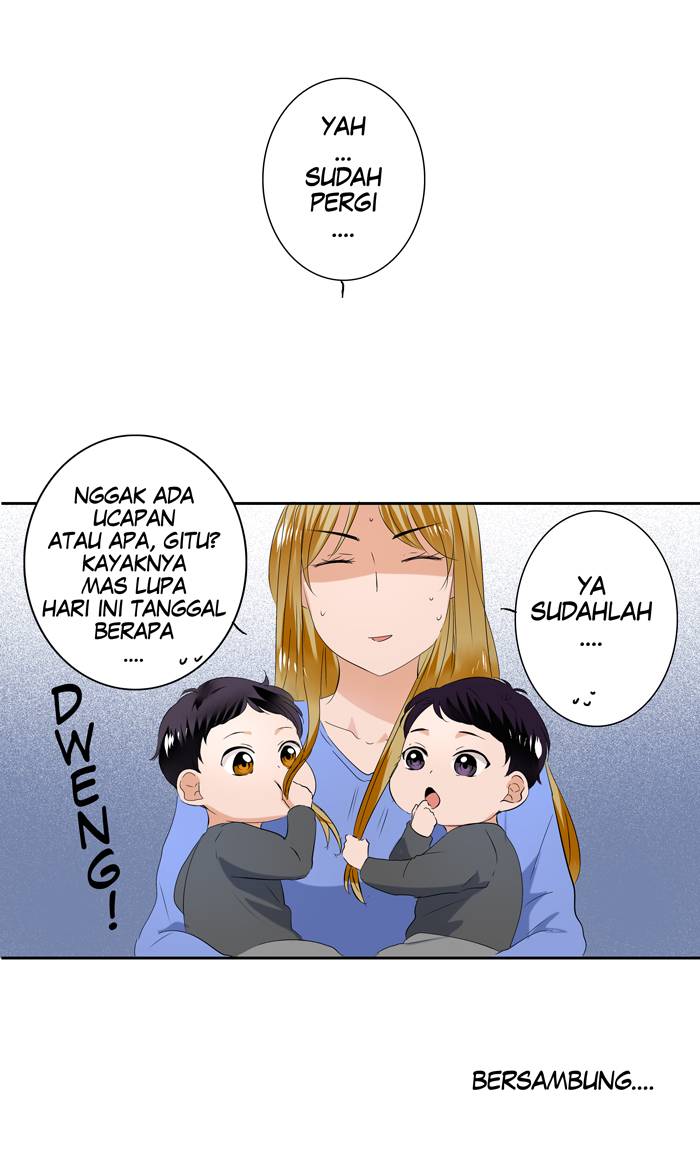 YAH
...
SUDAH
PERGI
....
NGGAK ADA
UCAPAN
ATAU APA, GITU?
KAYAKNYA
MAS LUPA
HARI INI TANGGAL
BERAPA
....
YA
SUDAHLAH
....
DWENG!
BERSAMBUNG....